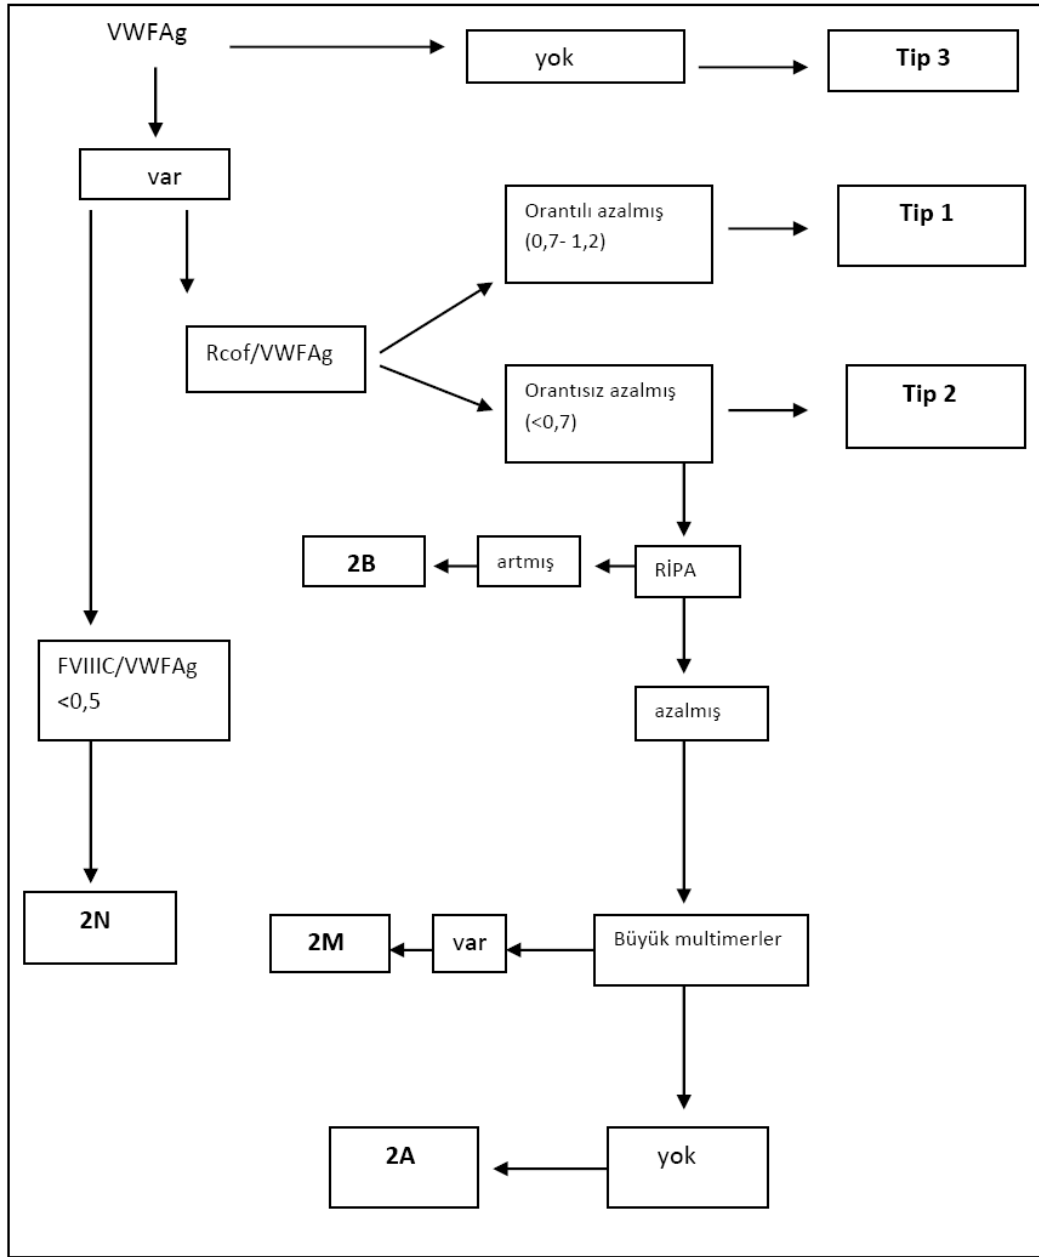 VWFAg
yok
Tip 3
var
Orantılı azalmış
(0,7- 1,2)
Tip 1
Rcof/VWFAg
Orantısız azalmış
(<0,7)
Tip 2
2B
artmış
RİPA
FVIIIC/VWFAg
<0,5
azalmış
2N
2M
var
Büyük multimerler
2A
yok